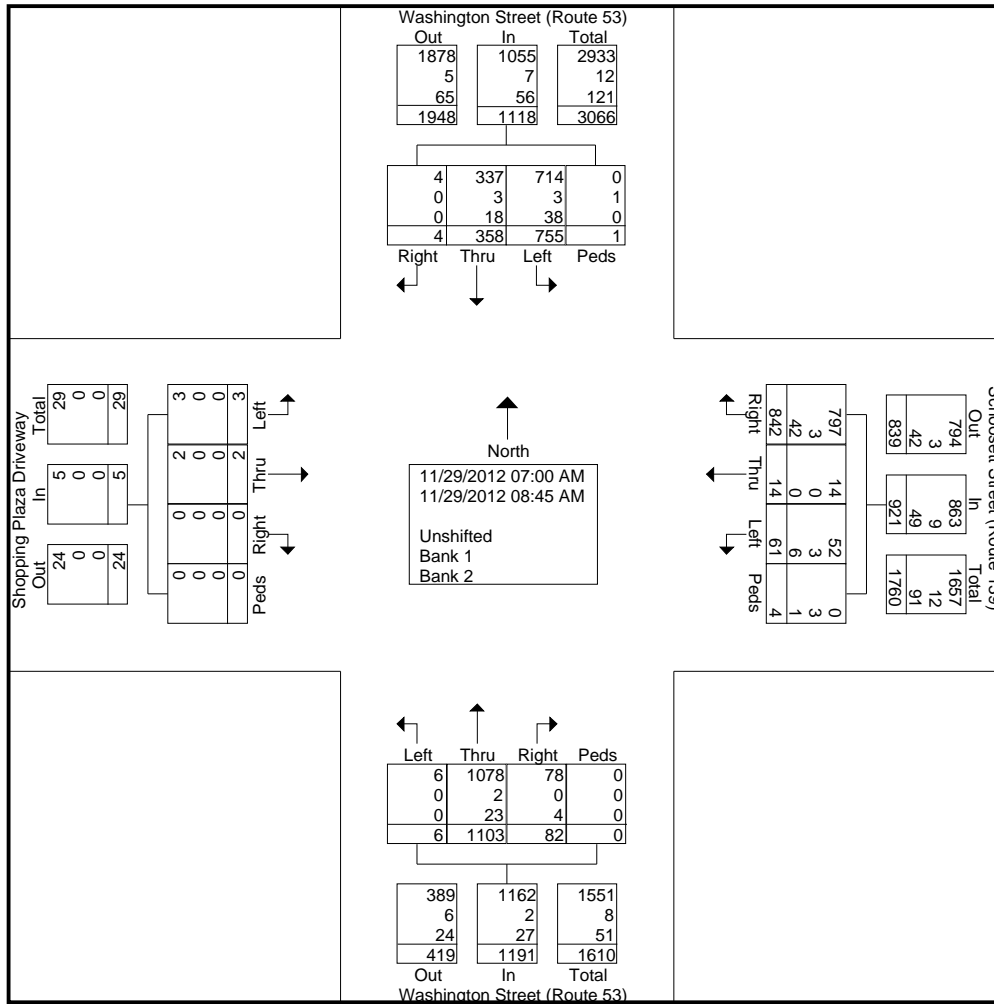 Washington Street (Route 53)
Out In Total
1878 1055 2933
5 7 12
65 56 121
1948 1118 3066
4 337 714 0
0 3 3 1
0 18 38 0
4 358 755 1
Right Thru Left Peds
Shopping Plaza Driveway
Total In Out
29 5 24
0 0 0
0 0 0
29 5 24
3 2 0 0
0 0 0 0
0 0 0 0
3 2 0 0
Left Thru Right Peds
North
11/29/2012 07:00 AM
11/29/2012 08:45 AM
Unshifted
Bank 1
Bank 2
Street (Route 139)
Out In Total
794 863 1657
3 9 12
42 49 91
839 921 1760
797 14 52 0
3 0 3 3
42 0 6 1
842 14 61 4
Right Thru Left Peds
Left Thru Right Peds
6 1078 78 0
0 2 0 0
0 23 4 0
6 1103 82 0
389 1162 1551
6 2 8
24 27 51
419 1191 1610
Out In Total
Washington Street (Route 53)